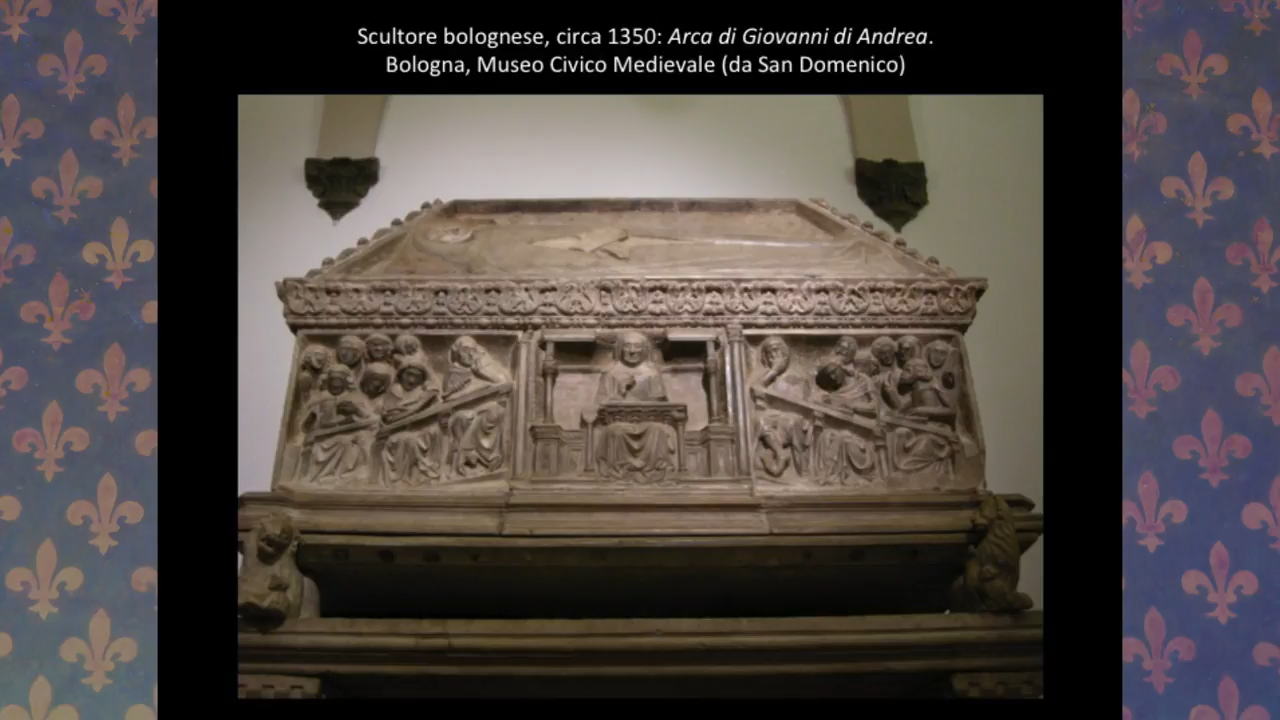 Scultore bolognese, circa 1350: Arca di Giovanni di Andrea.
Bologna, Museo Civico Medievale (da San Domenico)